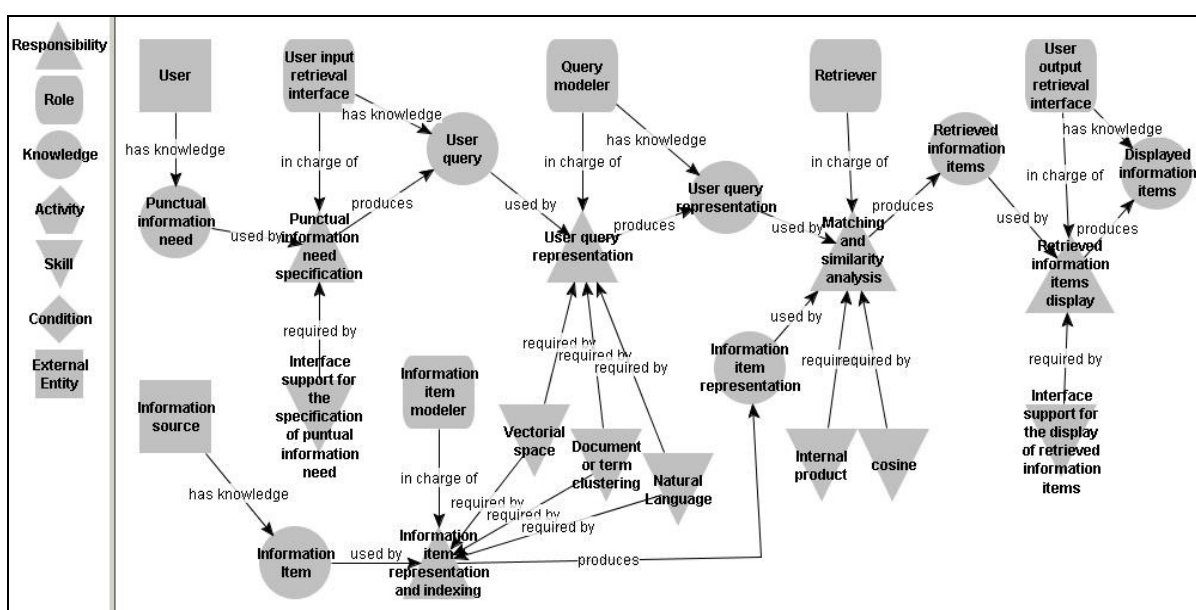 Responsibility
Role
Knowledge
Activity
Skill
Condition
External
Entity
User
User input
retrieval
interface
Query
modeler
Retriever
User
output
retrieval
interface
has knowledge
has knowledge
has knowledge
has knowledge
in charge of
in charge of
in charge of
in charge of
User
query
User query
representation
Retrieved
information
items
Displayed
information
items
Punctual
information
need
used by
Punctual
information
need
specification
produces
used by
User query
representation
produces
used by
Matching
and
similarity
analysis
produces
used by
Retrieved
information
items
display
produces
required by
Interface
support for
the
specification
of puntual
information
need
required by
required by
required by
Information
item
representation
used by
required by
required by
Internal
product
cosine
required by
Interface
support for
the display
of retrieved
information
items
Information
source
has knowledge
Information
Item
used by
Information
item
modeler
in charge of
Vectorial
space
Document
or term
clustering
Natural
Language
required by
required by
required by
Information
items
representation
and indexing
produces